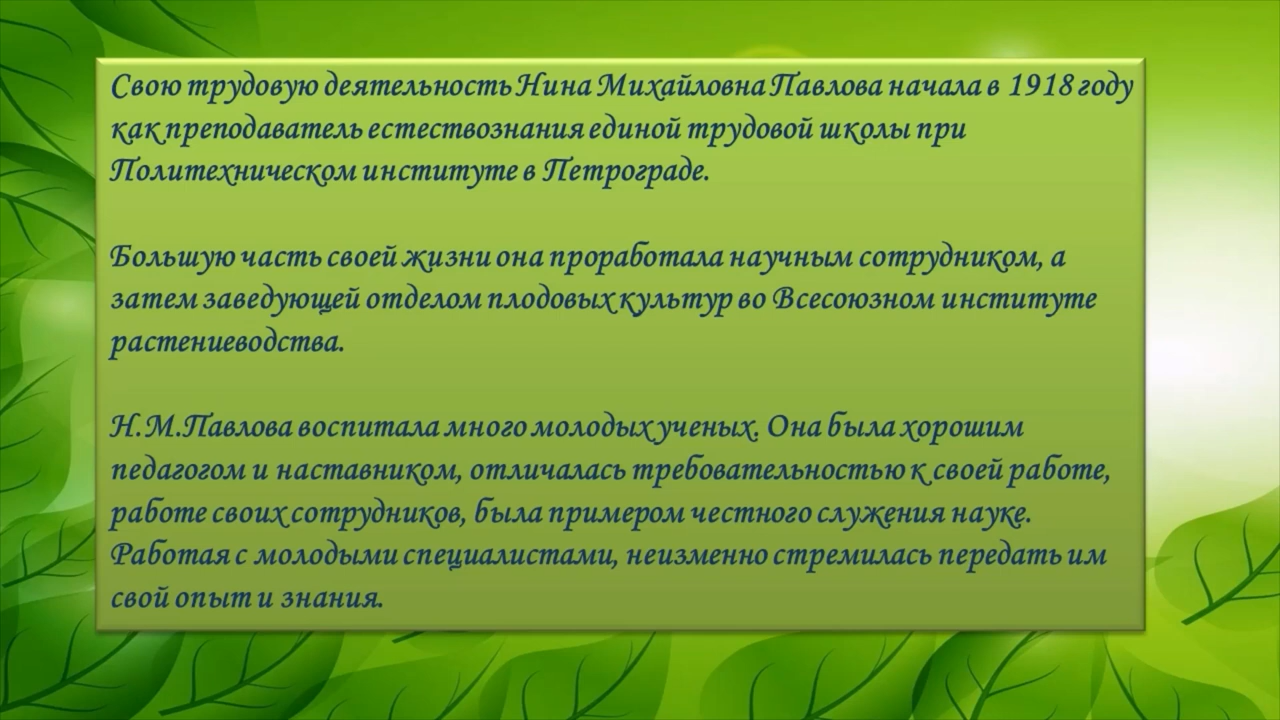 Свою трудовую деятельность Нина Михайловна Павлова начала в 1918 году
как преподаватель естествознания единой трудовой школы при
Политехническом институте в Петрограде.
Большую часть своей жизни она проработала научным сотрудником, а
затем заведующей отделом плодовых культур во Всесоюзном институте
растениеводства.
Н.М.Павлова воспитала много молодых ученых. Она была хорошим
педагогом и наставником, отличалась требовательностью к своей работе,
работе своих сотрудников, была примером честного служения науке.
Работая с молодыми специалистами, неизменно стремилась передать им
свой опыт и знания.